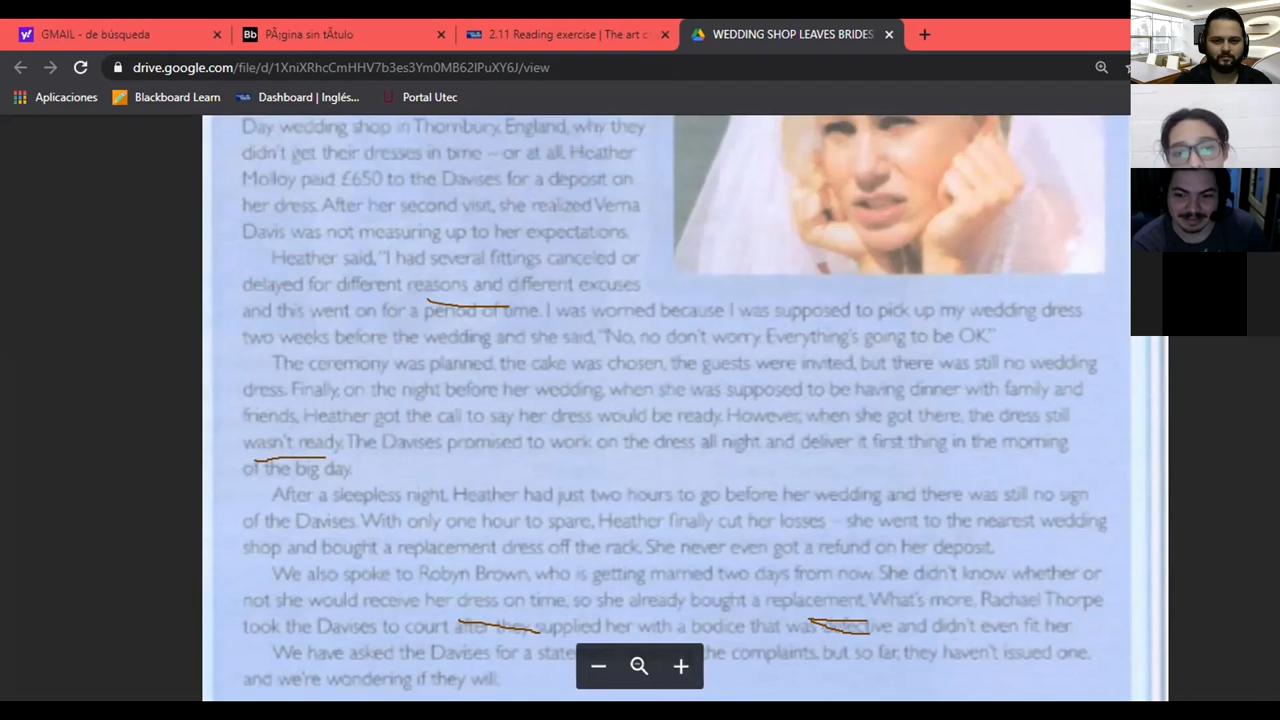 GMAIL - de búsqueda
Bb PÃ¡gina sin tÃ­tulo
2.11 Reading exercise | The art c
WEDDING SHOP LEAVES BRIDES
drive.google.com/file/d/1XniXRhcCmHHV7b3es3Ym0MB62IPuXY6J/view
Aplicaciones
Blackboard Learn
Dashboard | Inglés...
Portal Utec
Day wedding shop in Thornbury, England, why they
didn't get their dresses in time – or at all. Heather
Molloy paid £650 to the Davises for a deposit on
her dress. After her second visit, she realized Verna
Davis was not measuring up to her expectations.
Heather said, "I had several fittings canceled or
delayed for different reasons and different excuses
and this went on for a period of time. I was worried because I was supposed to pick up my wedding dress
two weeks before the wedding and she said, "No, no don't worry. Everything's going to be OK."
The ceremony was planned, the cake was chosen, the guests were invited, but there was still no wedding
dress. Finally, on the night before her wedding, when she was supposed to be having dinner with family and
friends, Heather got the call to say her dress would be ready. However, when she got there, the dress still
wasn't ready. The Davises promised to work on the dress all night and deliver it first thing in the morning
of the big day.
After a sleepless night, Heather had just two hours to go before her wedding and there was still no sign
of the Davises. With only one hour to spare, Heather finally cut her losses – she went to the nearest wedding
shop and bought a replacement dress off the rack. She never even got a refund on her deposit.
We also spoke to Robyn Brown, who is getting married two days from now. She didn't know whether or
not she would receive her dress on time, so she already bought a replacement. What's more, Rachael Thorpe
took the Davises to court after they supplied her with a bodice that was defective and didn't even fit her.
We have asked the Davises for a the complaints, but so far, they haven't issued one,
and we're wondering if they will.